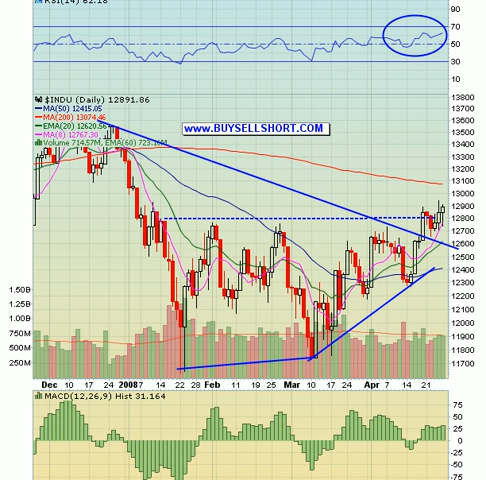 RSI(14) 62.18
90
70
50
30
10
$INDU (Daily) 12891.86
MA(50) 12415.05
MA(200) 13074.46
EMA(20) 12620.56
MA(8) 12767.30
Volume 714.57M, EMA(60) 723.16M
WWW.BUYSELLSHORT.COM
13800
13700
13600
13500
13400
13300
13200
13100
13000
12900
12800
12700
12600
12500
12400
12300
12200
12100
12000
11900
11800
11700
1.50B
1.25B
1.00B
750M
500M
250M
Dec 10 17 24 2008 7 14 22 28 Feb 11 19 25 Mar 10 17 24 Apr 7 14 21
MACD(12,26,9) Hist 31.164
75
50
25
0
-25
-50
-75